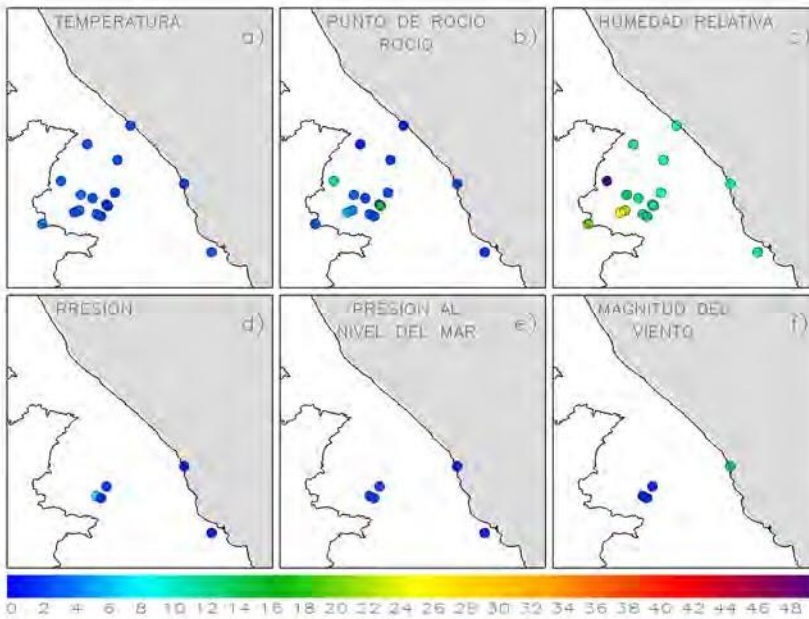 TEMPERATURA
a)
PUNTO DE ROCIO
ROCIO
b)
HUMEDAD RELATIVA
c)
PRESION
d)
PRESION AL
NIVEL DEL MAR
e)
MAGNITUD DEL
VIENTO
f)
0 2 4 6 8 10 12 14 16 18 20 22 24 26 28 30 32 34 36 38 40 42 44 46 48